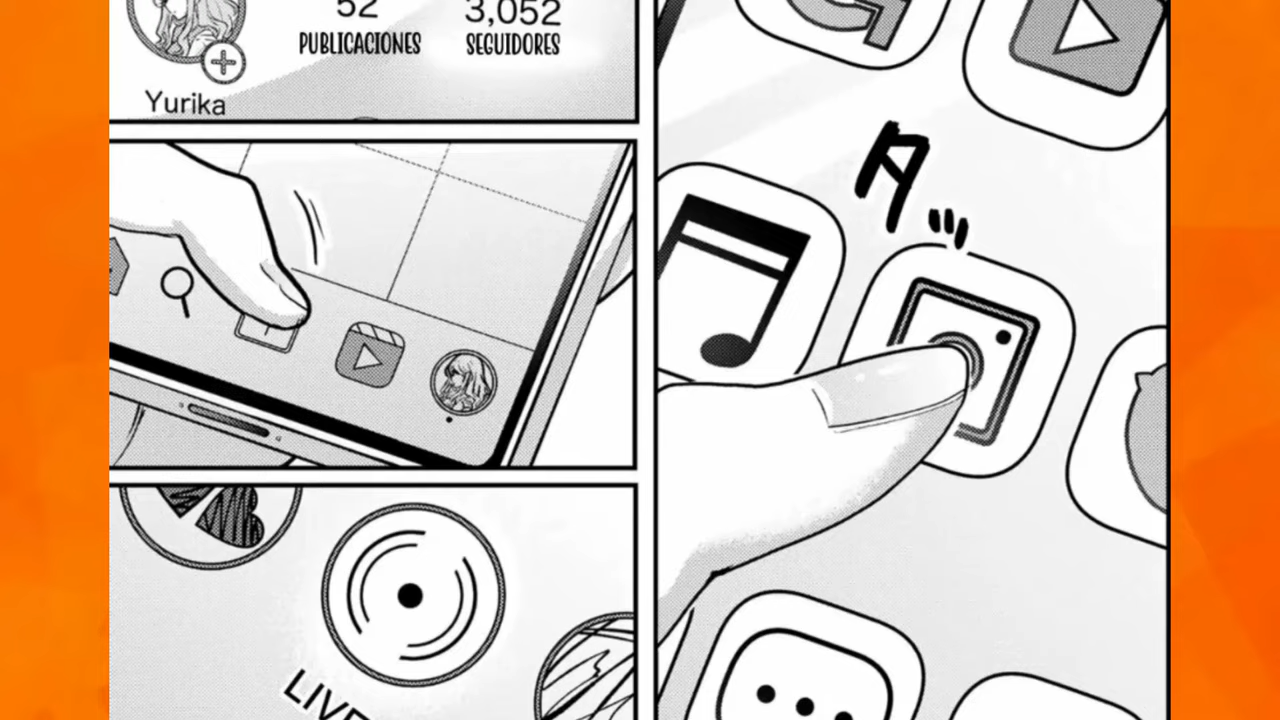 52
3,052
PUBLICACIONES
SEGUIDORES
Yurika
タッ
LIVE